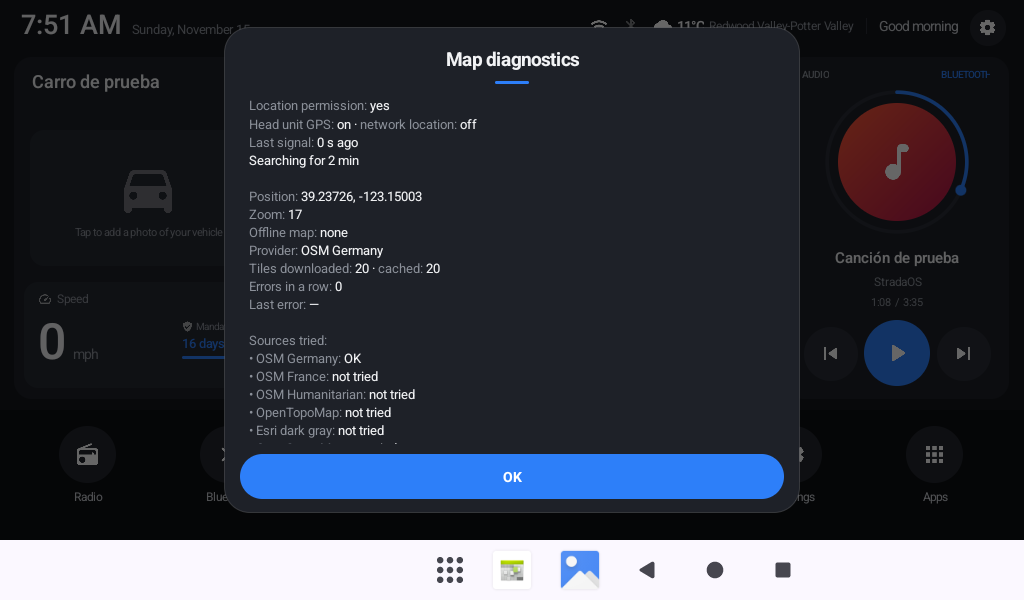 7:51 AM
Sunday, November 15
11°C Redwood Valley-Potter Valley
Good morning
Carro de prueba
Tap to add a photo of your vehicle
Speed
0 mph
16 days
Map diagnostics
Location permission: yes
Head unit GPS: on · network location: off
Last signal: 0 s ago
Searching for 2 min
Position: 39.23726, -123.15003
Zoom: 17
Offline map: none
Provider: OSM Germany
Tiles downloaded: 20 · cached: 20
Errors in a row: 0
Last error: —
Sources tried:
• OSM Germany: OK
• OSM France: not tried
• OSM Humanitarian: not tried
• OpenTopoMap: not tried
• Esri dark gray: not tried
OK
AUDIO
BLUETOOTH
Canción de prueba
StradaOS
1:08 / 3:35
Radio
Apps